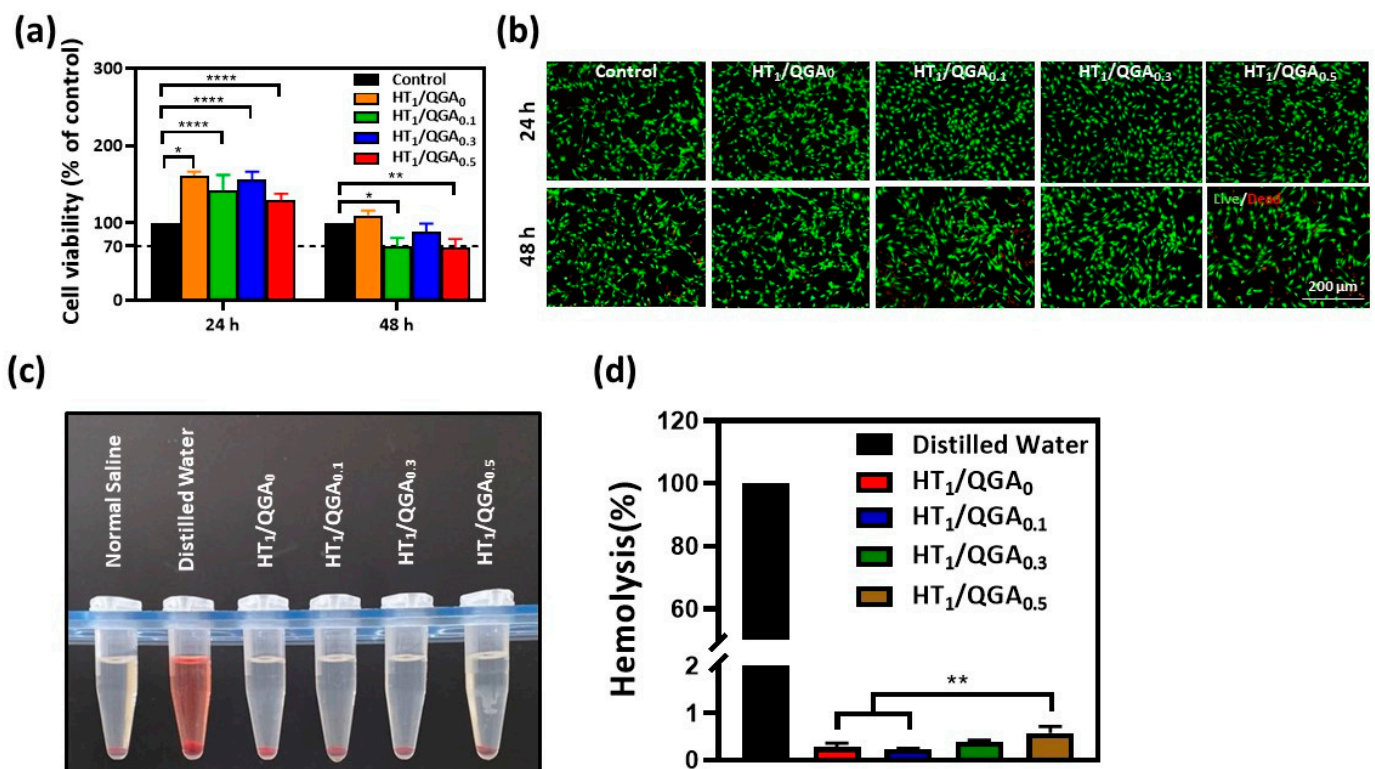 (a)
Cell viability (% of control)
300
200
100
70
0
****
****
****
*
**
*
Control
HT₁/QGA₀
HT₁/QGA₀.₁
HT₁/QGA₀.₃
HT₁/QGA₀.₅
24 h
48 h
(b)
Control
HT₁/QGA₀
HT₁/QGA₀.₁
HT₁/QGA₀.₃
HT₁/QGA₀.₅
24 h
48 h
Live/Dead
200 μm
(c)
Normal Saline
Distilled Water
HT₁/QGA₀
HT₁/QGA₀.₁
HT₁/QGA₀.₃
HT₁/QGA₀.₅
(d)
Hemolysis(%)
120
100
80
60
2
1
0
Distilled Water
HT₁/QGA₀
HT₁/QGA₀.₁
HT₁/QGA₀.₃
HT₁/QGA₀.₅
**